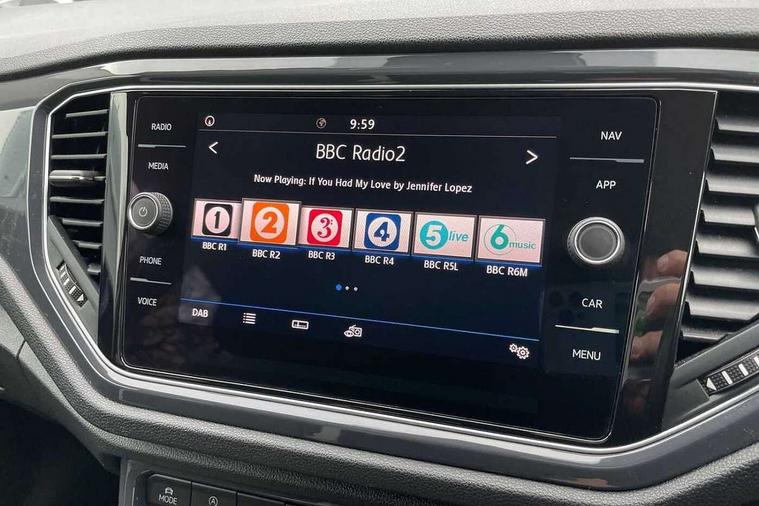 RADIO
MEDIA
PHONE
VOICE
9:59
BBC Radio2
Now Playing: If You Had My Love by Jennifer Lopez
1 2 3: 4 5 live 6 music
BBC R1 BBC R2 BBC R3 BBC R4 BBC R5L BBC R6M
DAB
NAV
APP
CAR
MENU
MODE
A